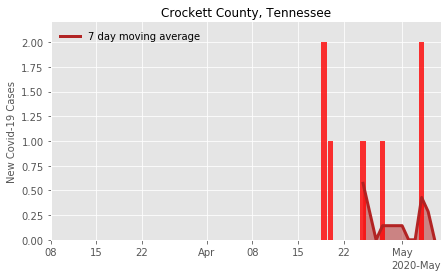 Crockett County, Tennessee
7 day moving average
New Covid-19 Cases
2.00
1.75
1.50
1.25
1.00
0.75
0.50
0.25
0.00
08 15 22 Apr 08 15 22 May
2020-May